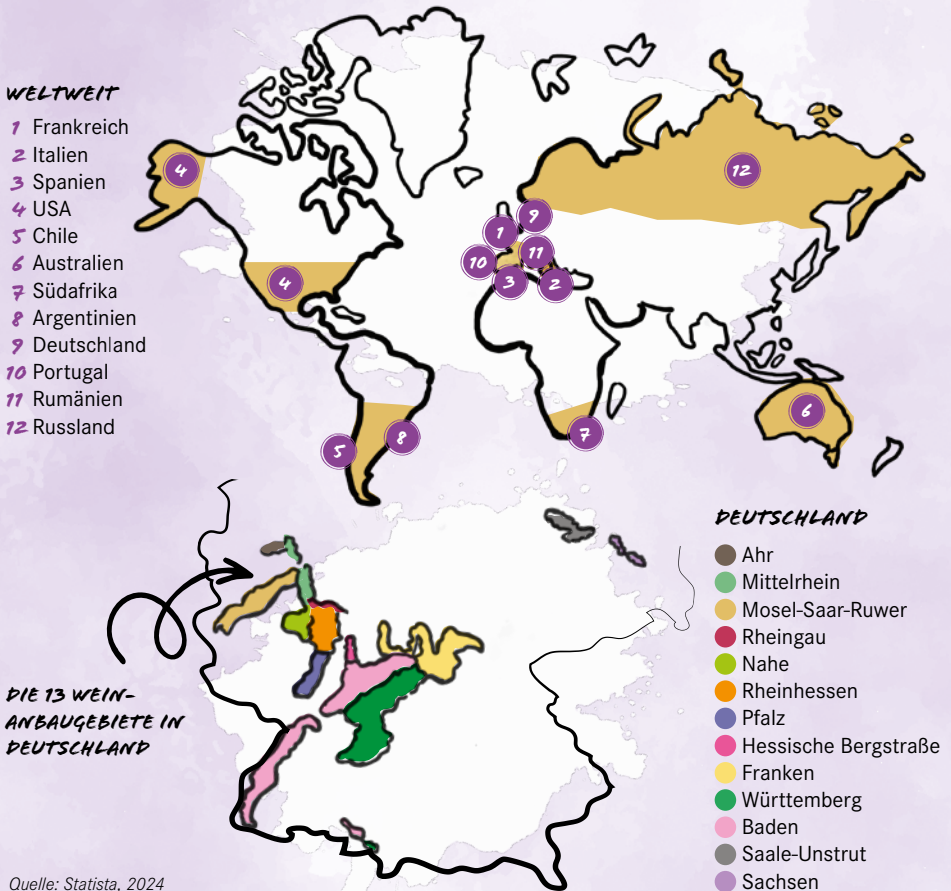 WELTWEIT
1 Frankreich
2 Italien
3 Spanien
4 USA
5 Chile
6 Australien
7 Südafrika
8 Argentinien
9 Deutschland
10 Portugal
11 Rumänien
12 Russland
4
12
9
1
11
10
4
3
2
6
8
7
5
DEUTSCHLAND
Ahr
Mittelrhein
Mosel-Saar-Ruwer
Rheingau
Nahe
Rheinhessen
Pfalz
Hessische Bergstraße
Franken
Württemberg
Baden
Saale-Unstrut
Sachsen
DIE 13 WEIN-
ANBAUGEBIETE IN
DEUTSCHLAND
Quelle: Statista, 2024